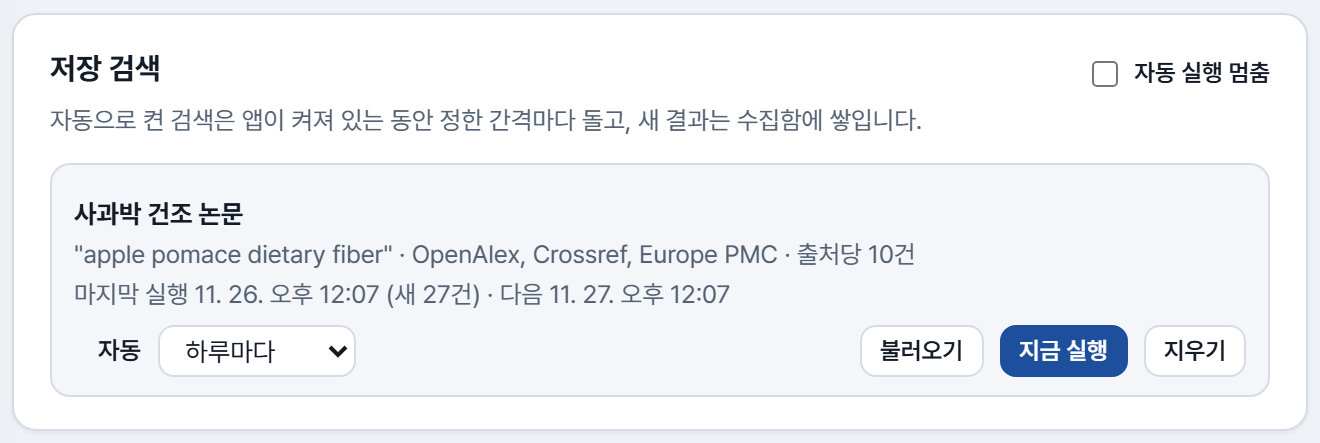 저장 검색
자동 실행 멈춤
자동으로 켠 검색은 앱이 켜져 있는 동안 정한 간격마다 돌고, 새 결과는 수집함에 쌓입니다.
사과박 건조 논문
"apple pomace dietary fiber" · OpenAlex, Crossref, Europe PMC · 출처당 10건
마지막 실행 11. 26. 오후 12:07 (새 27건) · 다음 11. 27. 오후 12:07
자동 하루마다 불러오기 지금 실행 지우기